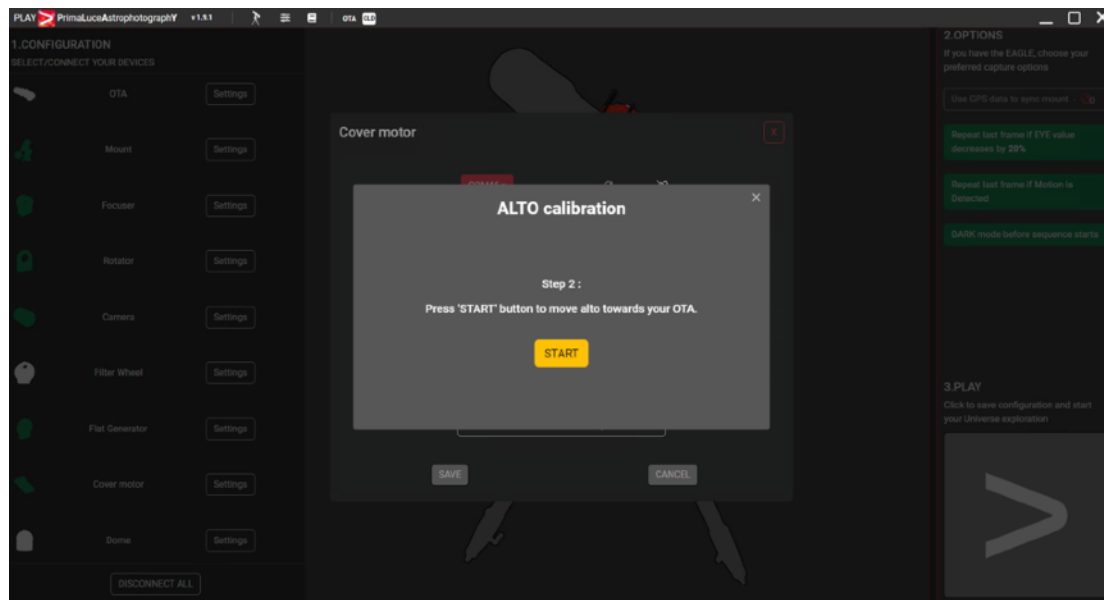 PLAY PrimaLuceAstrophotographY v1.9.1 OTA OLD
1.CONFIGURATION
SELECT/CONNECT YOUR DEVICES
OTA Settings
Mount Settings
Focuser Settings
Rotator Settings
Camera Settings
Filter Wheel Settings
Flat Generator Settings
Cover motor Settings
Dome Settings
DISCONNECT ALL
Cover motor X
ALTO calibration
Step 2 :
Press 'START' button to move alto towards your OTA.
START
SAVE CANCEL
2.OPTIONS
If you have the EAGLE, choose your
preferred capture options
Use GPS data to sync mount -
Repeat last frame if EYE value
decreases by 20%
Repeat last frame if Motion is
Detected
DARK mode before sequence starts
3.PLAY
Click to save configuration and start
your Universe exploration